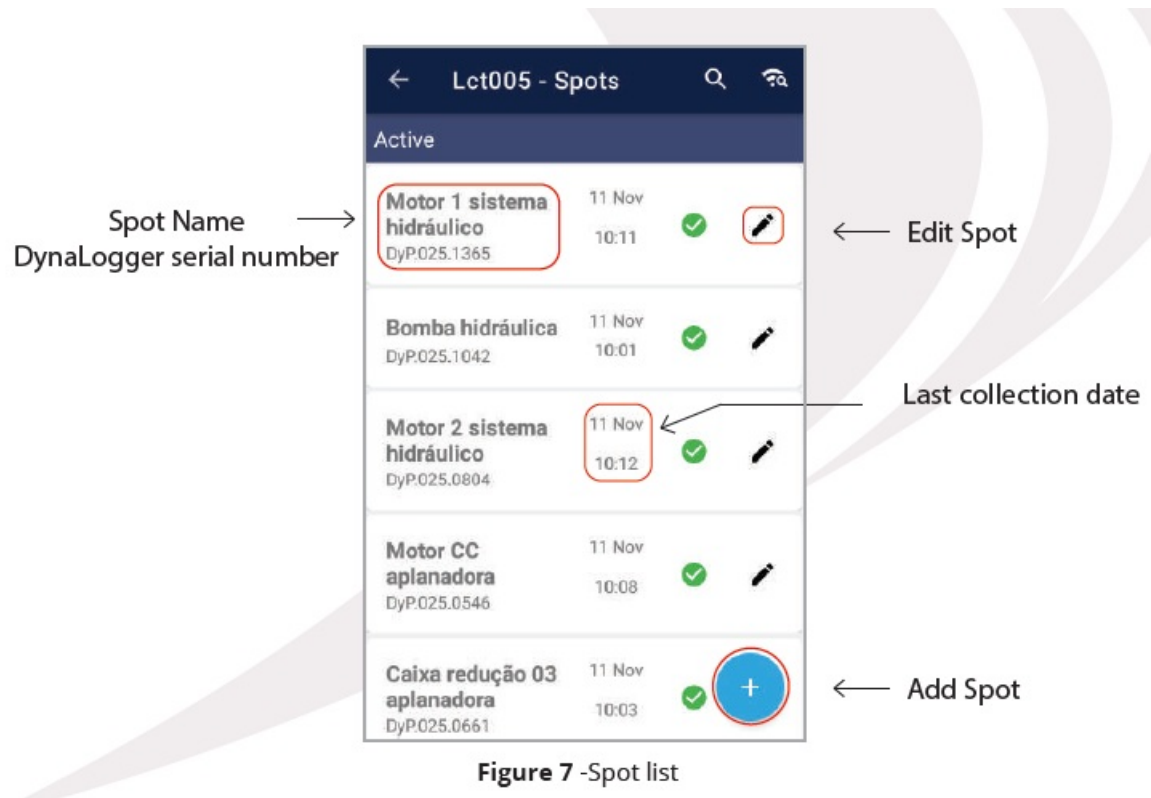 Lct005 - Spots
Active
Motor 1 sistema
hidráulico
DyP.025.1365
11 Nov
10:11
Spot Name
DynaLogger serial number
Edit Spot
Bomba hidráulica
DyP.025.1042
11 Nov
10:01
Last collection date
Motor 2 sistema
hidráulico
DyP.025.0804
11 Nov
10:12
Motor CC
aplanadora
DyP.025.0546
11 Nov
10:08
Caixa redução 03
aplanadora
DyP.025.0661
11 Nov
10:03
+
Add Spot
Figure 7 -Spot list